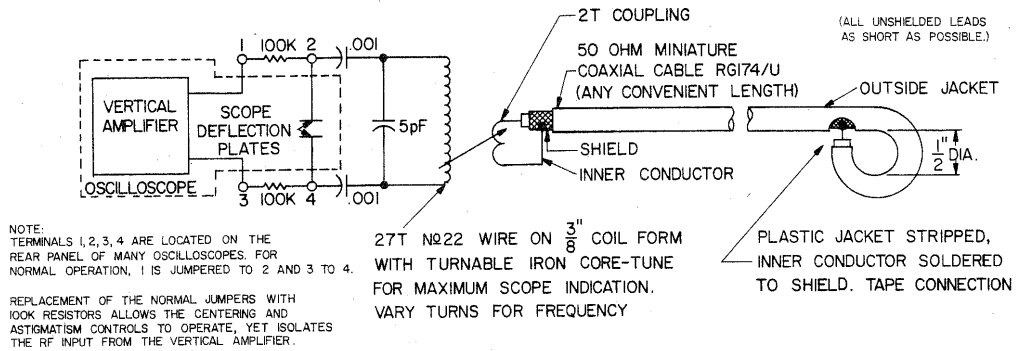 2T COUPLING
(ALL UNSHIELDED LEADS
AS SHORT AS POSSIBLE.)
1 100K 2 .001
50 OHM MINIATURE
COAXIAL CABLE RG174/U
(ANY CONVENIENT LENGTH)
OUTSIDE JACKET
VERTICAL
AMPLIFIER
SCOPE
DEFLECTION
PLATES
5pF
SHIELD
INNER CONDUCTOR
1/2" DIA.
OSCILLOSCOPE
3 100K 4 .001
NOTE:
TERMINALS 1, 2, 3, 4 ARE LOCATED ON THE
REAR PANEL OF MANY OSCILLOSCOPES. FOR
NORMAL OPERATION, 1 IS JUMPERED TO 2 AND 3 TO 4.
REPLACEMENT OF THE NORMAL JUMPERS WITH
100K RESISTORS ALLOWS THE CENTERING AND
ASTIGMATISM CONTROLS TO OPERATE, YET ISOLATES
THE RF INPUT FROM THE VERTICAL AMPLIFIER.
27T No22 WIRE ON 3/8" COIL FORM
WITH TURNABLE IRON CORE-TUNE
FOR MAXIMUM SCOPE INDICATION.
VARY TURNS FOR FREQUENCY
PLASTIC JACKET STRIPPED,
INNER CONDUCTOR SOLDERED
TO SHIELD. TAPE CONNECTION